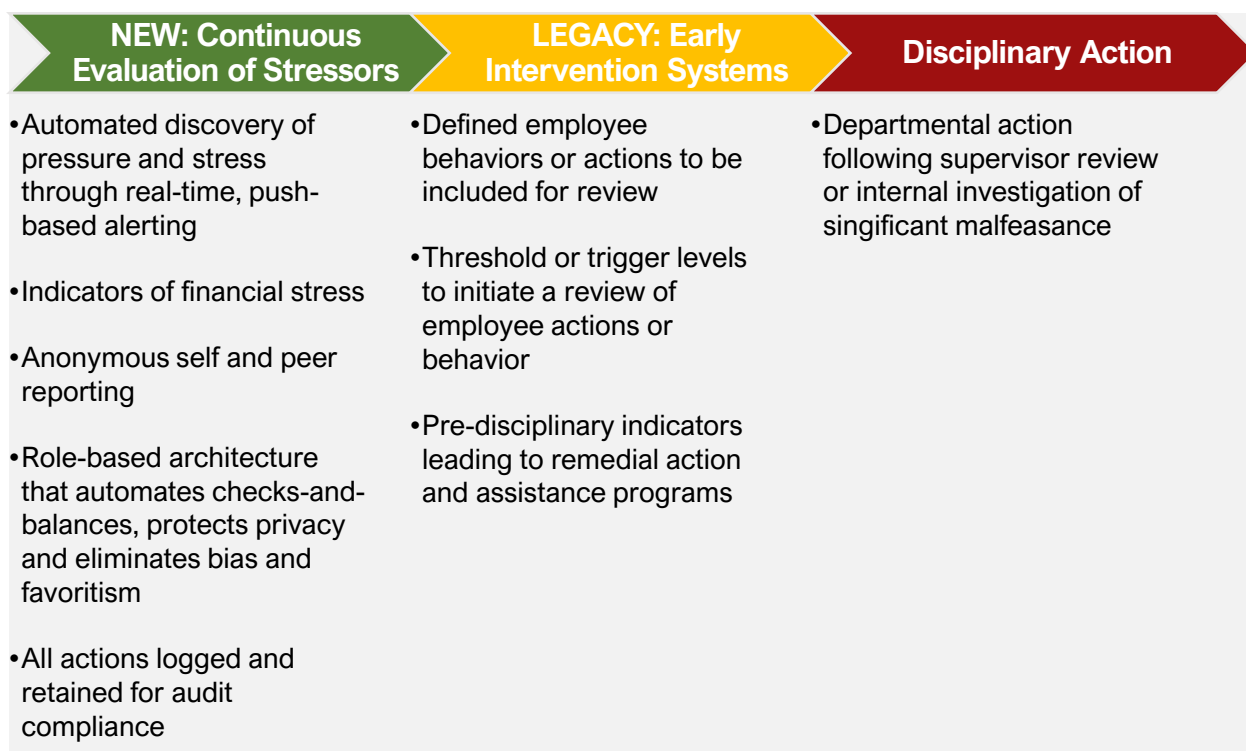 NEW: Continuous
Evaluation of Stressors
•Automated discovery of
pressure and stress
through real-time, push-
based alerting
•Indicators of financial stress
•Anonymous self and peer
reporting
•Role-based architecture
that automates checks-and-
balances, protects privacy
and eliminates bias and
favoritism
•All actions logged and
retained for audit
compliance
LEGACY: Early
Intervention Systems
•Defined employee
behaviors or actions to be
included for review
•Threshold or trigger levels
to initiate a review of
employee actions or
behavior
•Pre-disciplinary indicators
leading to remedial action
and assistance programs
Disciplinary Action
•Departmental action
following supervisor review
or internal investigation of
singificant malfeasance